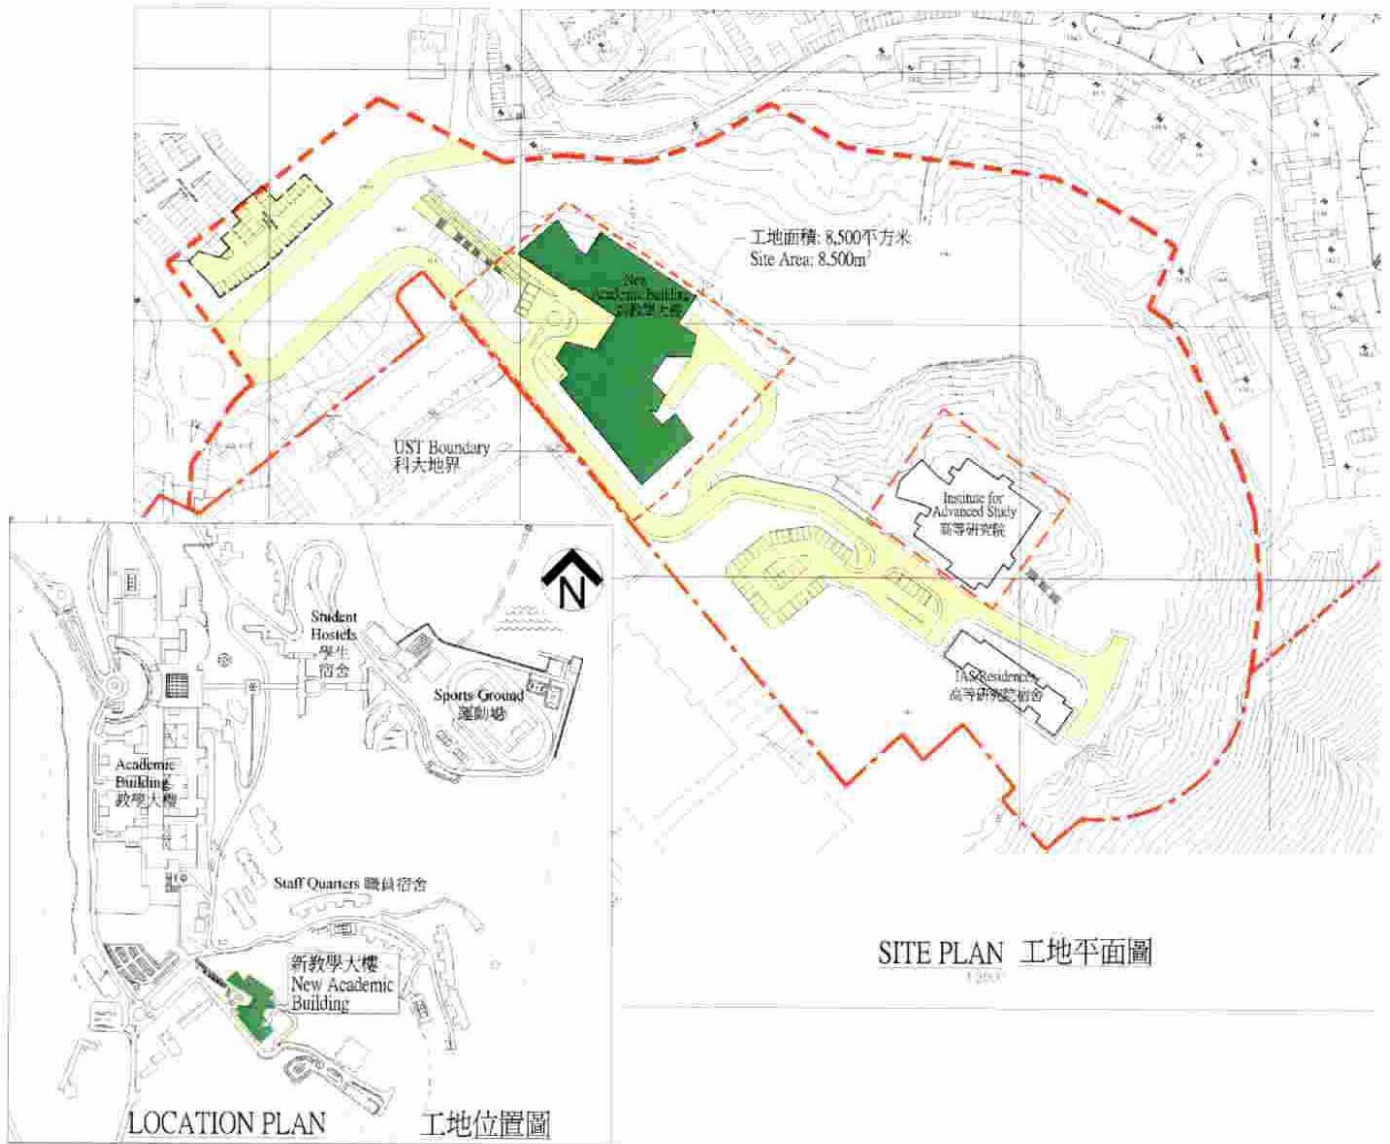 工地面積: 8,500平方米
Site Area: 8,500m²
New
Academic Building
新教學大樓
UST Boundary
科大地界
Institute for
Advanced Study
高等研究院
IAS Residences
高等研究院宿舍
SITE PLAN 工地平面圖
N
Student
Hostels
學生
宿舍
Sports Ground
運動場
Academic
Building
教學大樓
Staff Quarters 職員宿舍
新教學大樓
New Academic
Building
LOCATION PLAN 工地位置圖